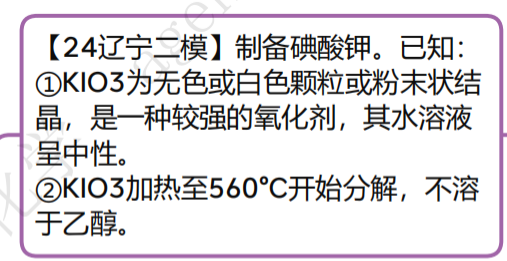 【24辽宁二模】制备碘酸钾。已知：
①KIO3为无色或白色颗粒或粉末状结
晶，是一种较强的氧化剂，其水溶液
呈中性。
②KIO3加热至560℃开始分解，不溶
于乙醇。